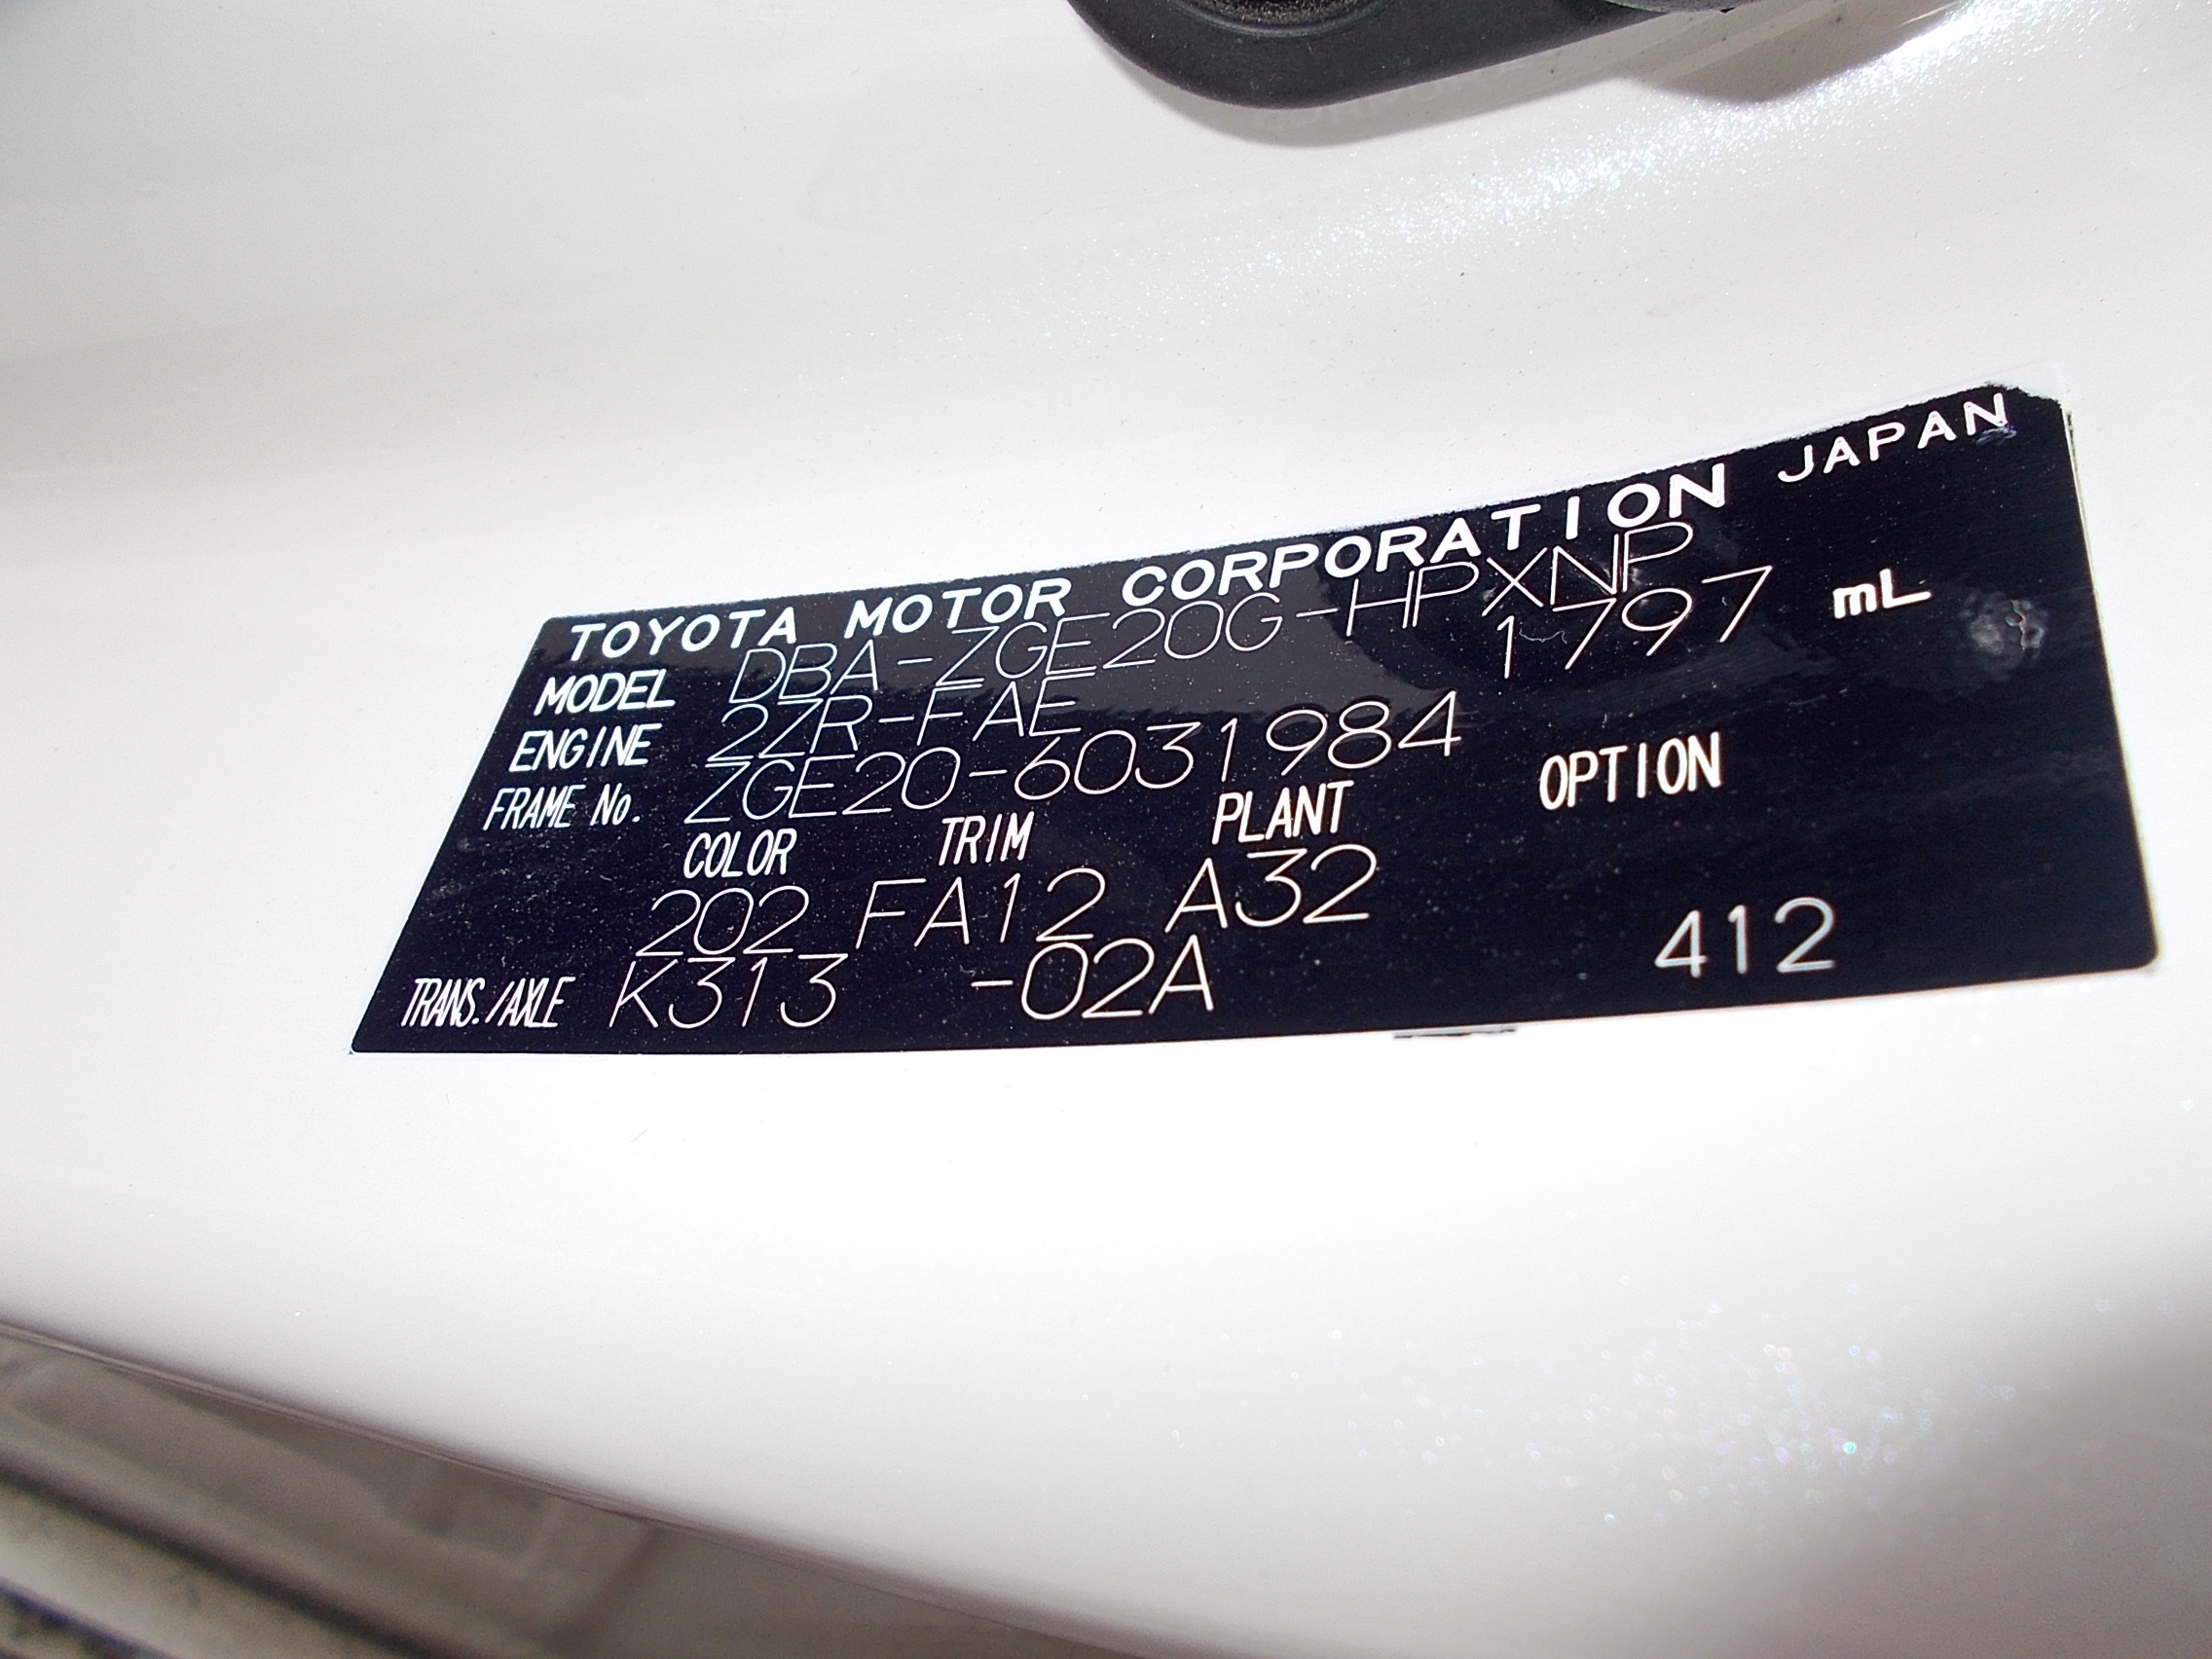 TOYOTA MOTOR CORPORATION JAPAN
MODEL DBA-ZGE20G-HPXNP
ENGINE 2ZR-FAE 1797 mL
FRAME No. ZGE20-6031984
COLOR TRIM PLANT OPTION
202 FA12 A32
TRANS./AXLE K313 -02A 412